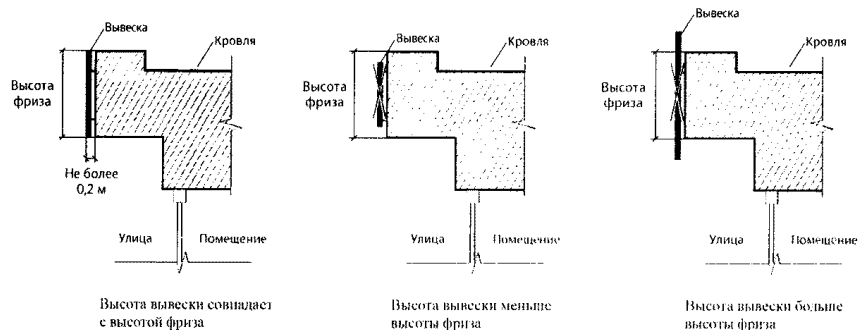 Вывеска
Кровля
Высота
фриза
Не более
0,2 м
Улица
Помещение
Высота вывески совпадает
с высотой фриза
Вывеска
Кровля
Высота
фриза
Улица
Помещение
Высота вывески меньше
высоты фриза
Вывеска
Кровля
Высота
фриза
Улица
Помещение
Высота вывески больше
высоты фриза